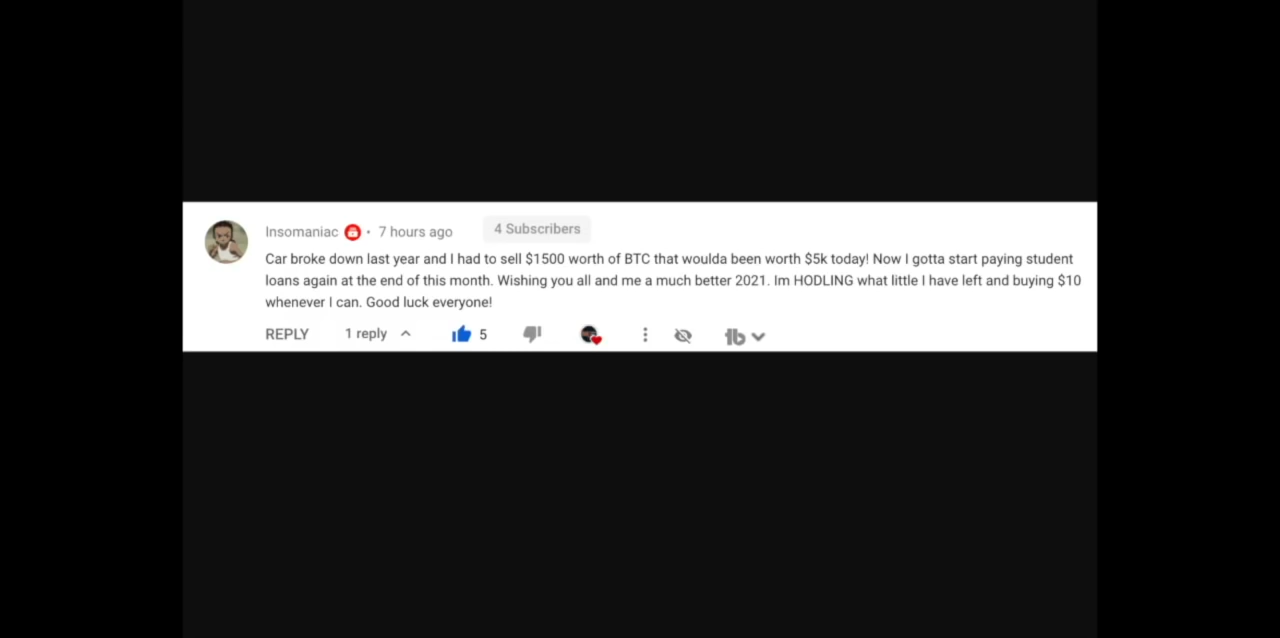 Insomaniac • 7 hours ago 4 Subscribers
Car broke down last year and I had to sell $1500 worth of BTC that woulda been worth $5k today! Now I gotta start paying student
loans again at the end of this month. Wishing you all and me a much better 2021. Im HODLING what little I have left and buying $10
whenever I can. Good luck everyone!
REPLY 1 reply 5 tb